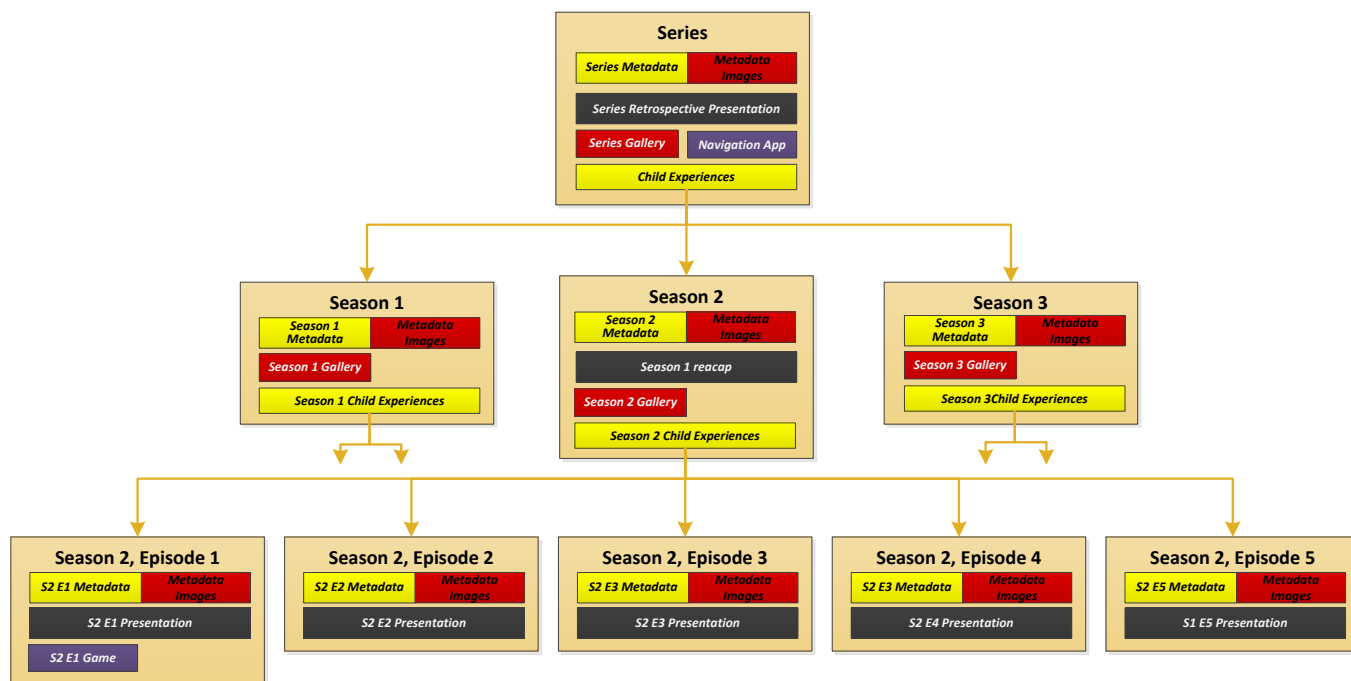 Series
Series Metadata
Metadata
Images
Series Retrospective Presentation
Series Gallery
Navigation App
Child Experiences
Season 1
Season 1
Metadata
Metadata
Images
Season 1 Gallery
Season 1 Child Experiences
Season 2
Season 2
Metadata
Metadata
Images
Season 1 reacap
Season 2 Gallery
Season 2 Child Experiences
Season 3
Season 3
Metadata
Metadata
Images
Season 3 Gallery
Season 3Child Experiences
Season 2, Episode 1
S2 E1 Metadata
Metadata
Images
S2 E1 Presentation
S2 E1 Game
Season 2, Episode 2
S2 E2 Metadata
Metadata
Images
S2 E2 Presentation
Season 2, Episode 3
S2 E3 Metadata
Metadata
Images
S2 E3 Presentation
Season 2, Episode 4
S2 E3 Metadata
Metadata
Images
S2 E4 Presentation
Season 2, Episode 5
S2 E5 Metadata
Metadata
Images
S1 E5 Presentation